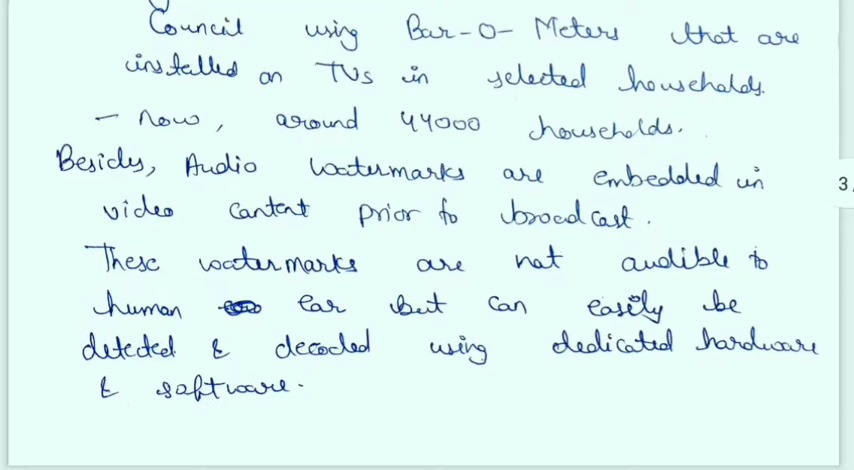 Council using Bar-O-Meters that are
installed on TVs in selected households.
- now, around 44000 households.
Besides, Audio watermarks are embedded in
video content prior to broadcast.
These watermarks are not audible to
human ear but can easily be
detected & decoded using dedicated hardware
& software.
3